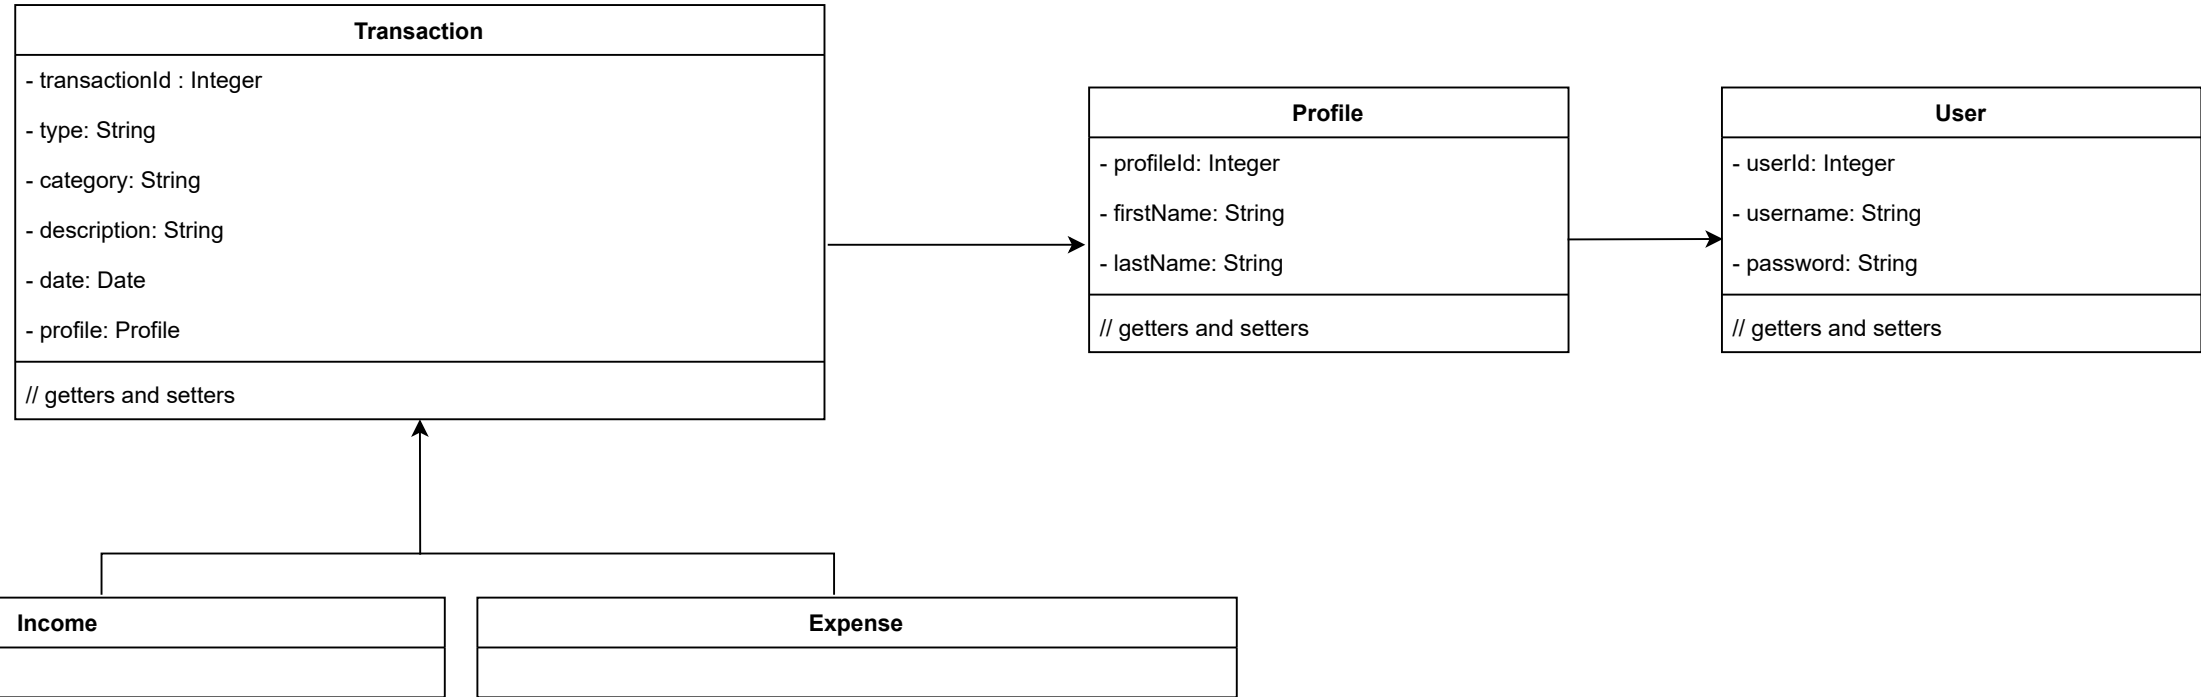 Transaction
- transactionId : Integer
- type: String
- category: String
- description: String
- date: Date
- profile: Profile
// getters and setters
Profile
- profileId: Integer
- firstName: String
- lastName: String
// getters and setters
User
- userId: Integer
- username: String
- password: String
// getters and setters
Income
Expense